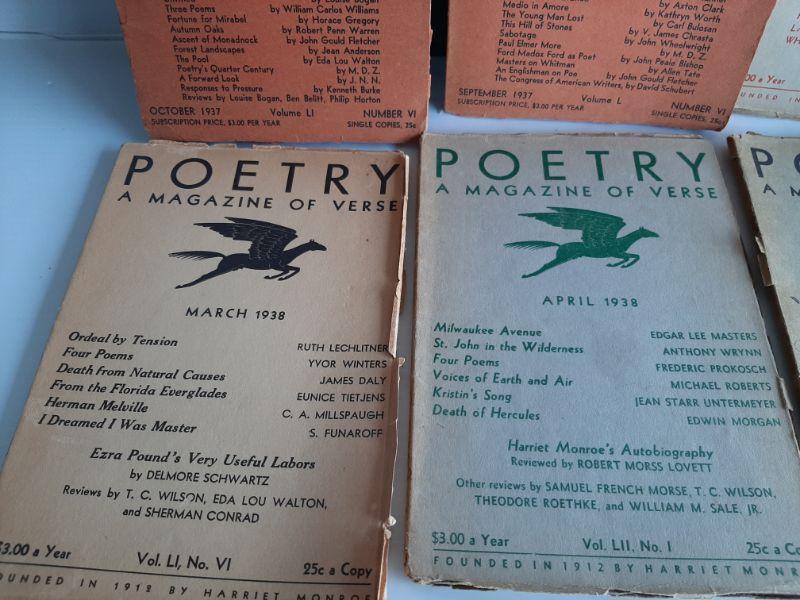 Three Poems by William Carlos Williams
Fortune for Mirabel by Horace Gregory
Autumn Oaks by Robert Penn Warren
Ascent of Monadnock by John Gould Fletcher
Forest Landscapes by Jean Anderson
The Pool by Eda Lou Walton
Poetry's Quarter Century by M. D. Z.
A Forward Look by J. N. N.
Responses to Pressure by Kenneth Burke
Reviews by Louise Bogan, Ben Belitt, Philip Horton
OCTOBER 1937 Volume LI NUMBER VI
SUBSCRIPTION PRICE, $3.00 PER YEAR SINGLE COPIES, 25c
Medio in Amore by Axton Clark
The Young Man Lost by Kathryn Worth
This Hill of Stones by Carl Bulosan
Sabotage by V. James Chrasta
Paul Elmer More by John Wheelwright
Ford Madox Ford as Poet by M. D. Z.
Masters on Whitman by John Peale Bishop
An Englishman on Poe by Allen Tate
The Congress of American Writers, by David Schubert
by John Gould Fletcher
SEPTEMBER 1937 Volume L NUMBER VI
SUBSCRIPTION PRICE, $3.00 PER YEAR SINGLE COPIES, 25c
a Year
POETRY
A MAGAZINE OF VERSE
MARCH 1938
Ordeal by Tension RUTH LECHLITNER
Four Poems YVOR WINTERS
Death from Natural Causes JAMES DALY
From the Florida Everglades EUNICE TIETJENS
Herman Melville C. A. MILLSPAUGH
I Dreamed I Was Master S. FUNAROFF
Ezra Pound's Very Useful Labors
by DELMORE SCHWARTZ
Reviews by T. C. WILSON, EDA LOU WALTON,
and SHERMAN CONRAD
$3.00 a Year Vol. LI, No. VI 25c a Copy
FOUNDED IN 1912 BY HARRIET MONROE
POETRY
A MAGAZINE OF VERSE
APRIL 1938
Milwaukee Avenue EDGAR LEE MASTERS
St. John in the Wilderness ANTHONY WRYNN
Four Poems FREDERIC PROKOSCH
Voices of Earth and Air MICHAEL ROBERTS
Kristin's Song JEAN STARR UNTERMEYER
Death of Hercules EDWIN MORGAN
Harriet Monroe's Autobiography
Reviewed by ROBERT MORSS LOVETT
Other reviews by SAMUEL FRENCH MORSE, T. C. WILSON,
THEODORE ROETHKE, and WILLIAM M. SALE, JR.
$3.00 a Year Vol. LII, No. I 25c a Co
FOUNDED IN 1912 BY HARRIET MONR